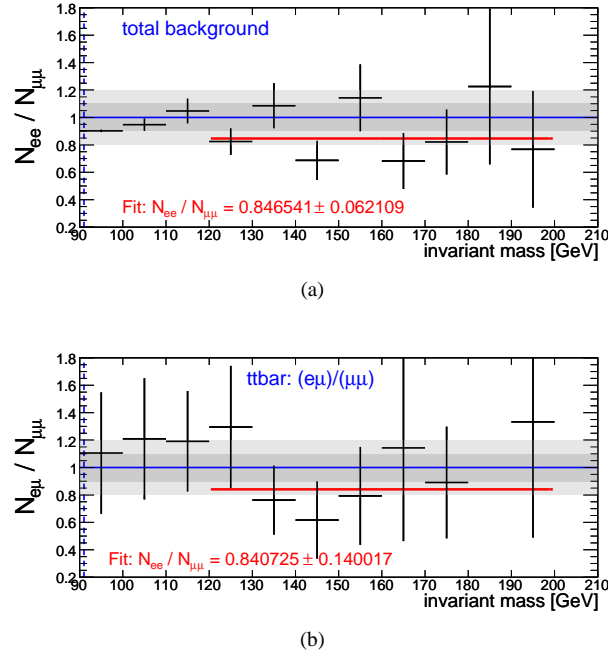 1.8
total background
1.6
1.4
1.2
1
0.8
0.6
0.4
Fit: N_ee / N_μμ = 0.846541 ± 0.062109
0.2
N_ee / N_μμ
90 100 110 120 130 140 150 160 170 180 190 200 210
invariant mass [GeV]
(a)
1.8
ttbar: (eμ)/(μμ)
1.6
1.4
1.2
1
0.8
0.6
0.4
Fit: N_ee / N_μμ = 0.840725 ± 0.140017
0.2
N_eμ / N_μμ
90 100 110 120 130 140 150 160 170 180 190 200 210
invariant mass [GeV]
(b)